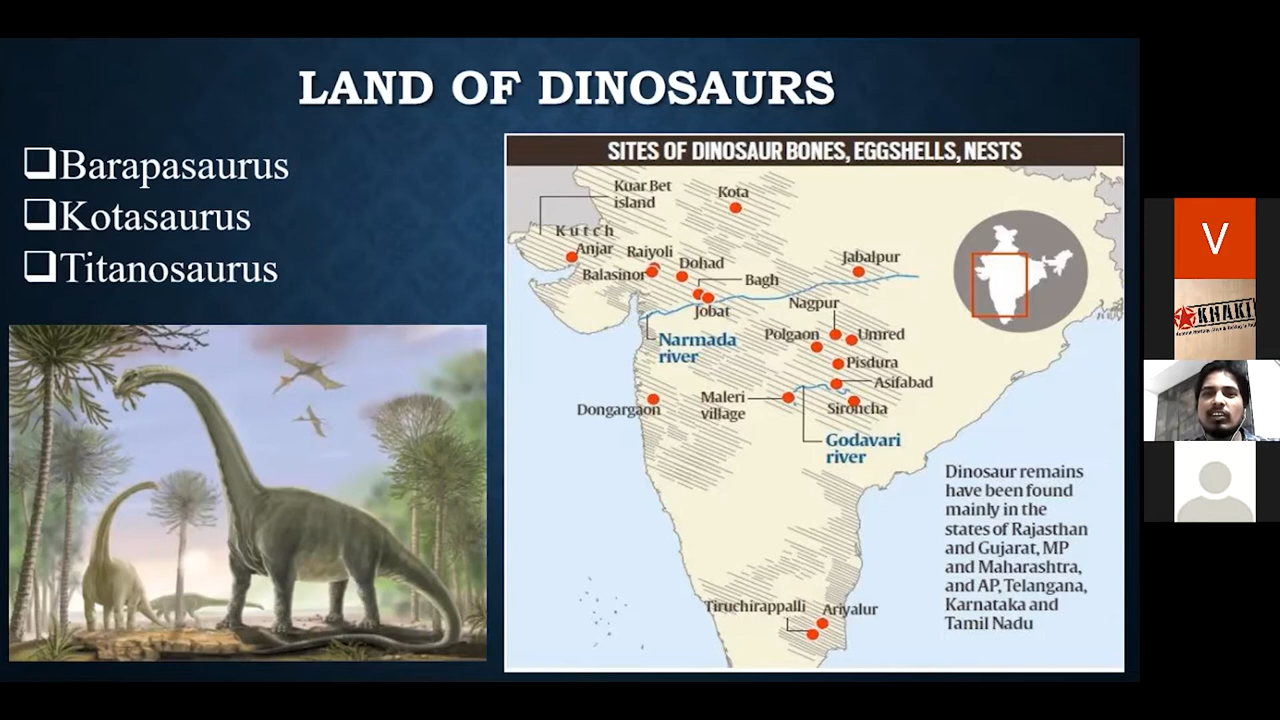 LAND OF DINOSAURS
Barapasaurus
Kotasaurus
Titanosaurus
SITES OF DINOSAUR BONES, EGGSHELLS, NESTS
Kuar Bet
island
Kota
Kutch
Anjar
Raiyoli
Dohad
Balasinor
Bagh
Jabalpur
Jobat
Nagpur
Narmada
river
Polgaon
Umred
Pisdura
Asifabad
Maleri
village
Dongargaon
Sironcha
Godavari
river
Dinosaur remains
have been found
mainly in the
states of Rajasthan
and Gujarat, MP
and Maharashtra,
and AP, Telangana,
Karnataka and
Tamil Nadu
Tiruchirappalli
Ariyalur
V
KHAKI